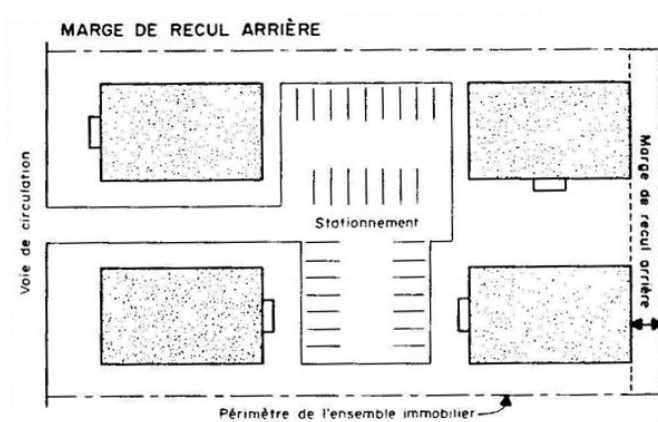 MARGE DE RECUL ARRIÈRE
Voie de circulation
Stationnement
Marge de recul arrière
Périmètre de l'ensemble immobilier